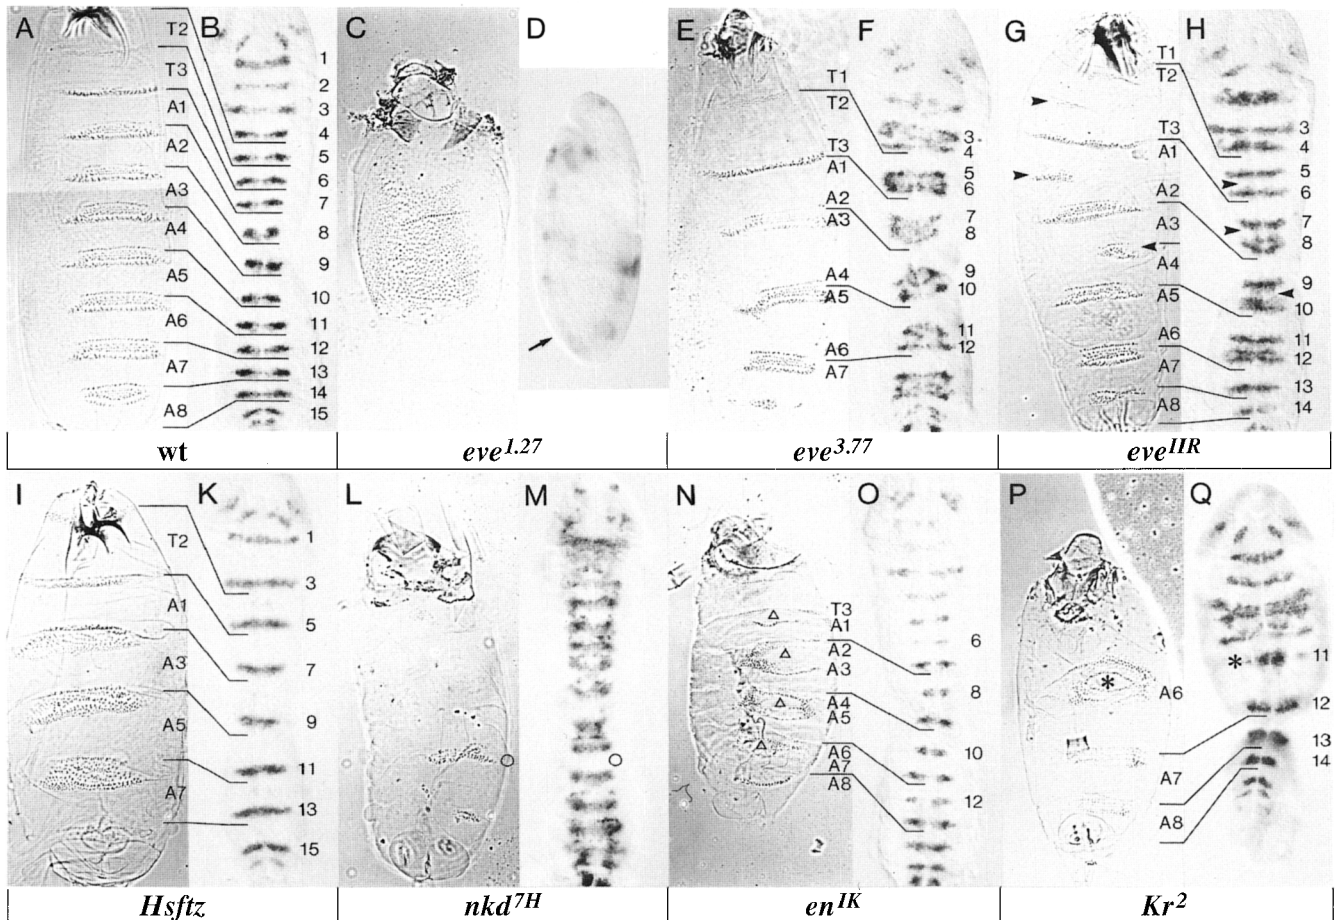 A
B
C
D
E
F
G
H
T2
T3
A1
A2
A3
A4
A5
A6
A7
A8
1
2
3
4
5
6
7
8
9
10
11
12
13
14
15
T1
T2
T3
A1
A2
A3
A4
A5
A6
A7
3
4
5
6
7
8
9
10
11
12
T1
T2
T3
A1
A2
A3
A4
A5
A6
A7
A8
3
4
5
6
7
8
9
10
11
12
13
14
wt
eve1.27
eve3.77
eveIIR
I
K
L
M
N
O
P
Q
T2
A1
A3
A5
A7
1
3
5
7
9
11
13
15
T3
A1
A2
A3
A4
A5
A6
A7
A8
6
8
10
12
*
*
A6
A7
A8
11
12
13
14
Hsftz
nkd7H
enIK
Kr2